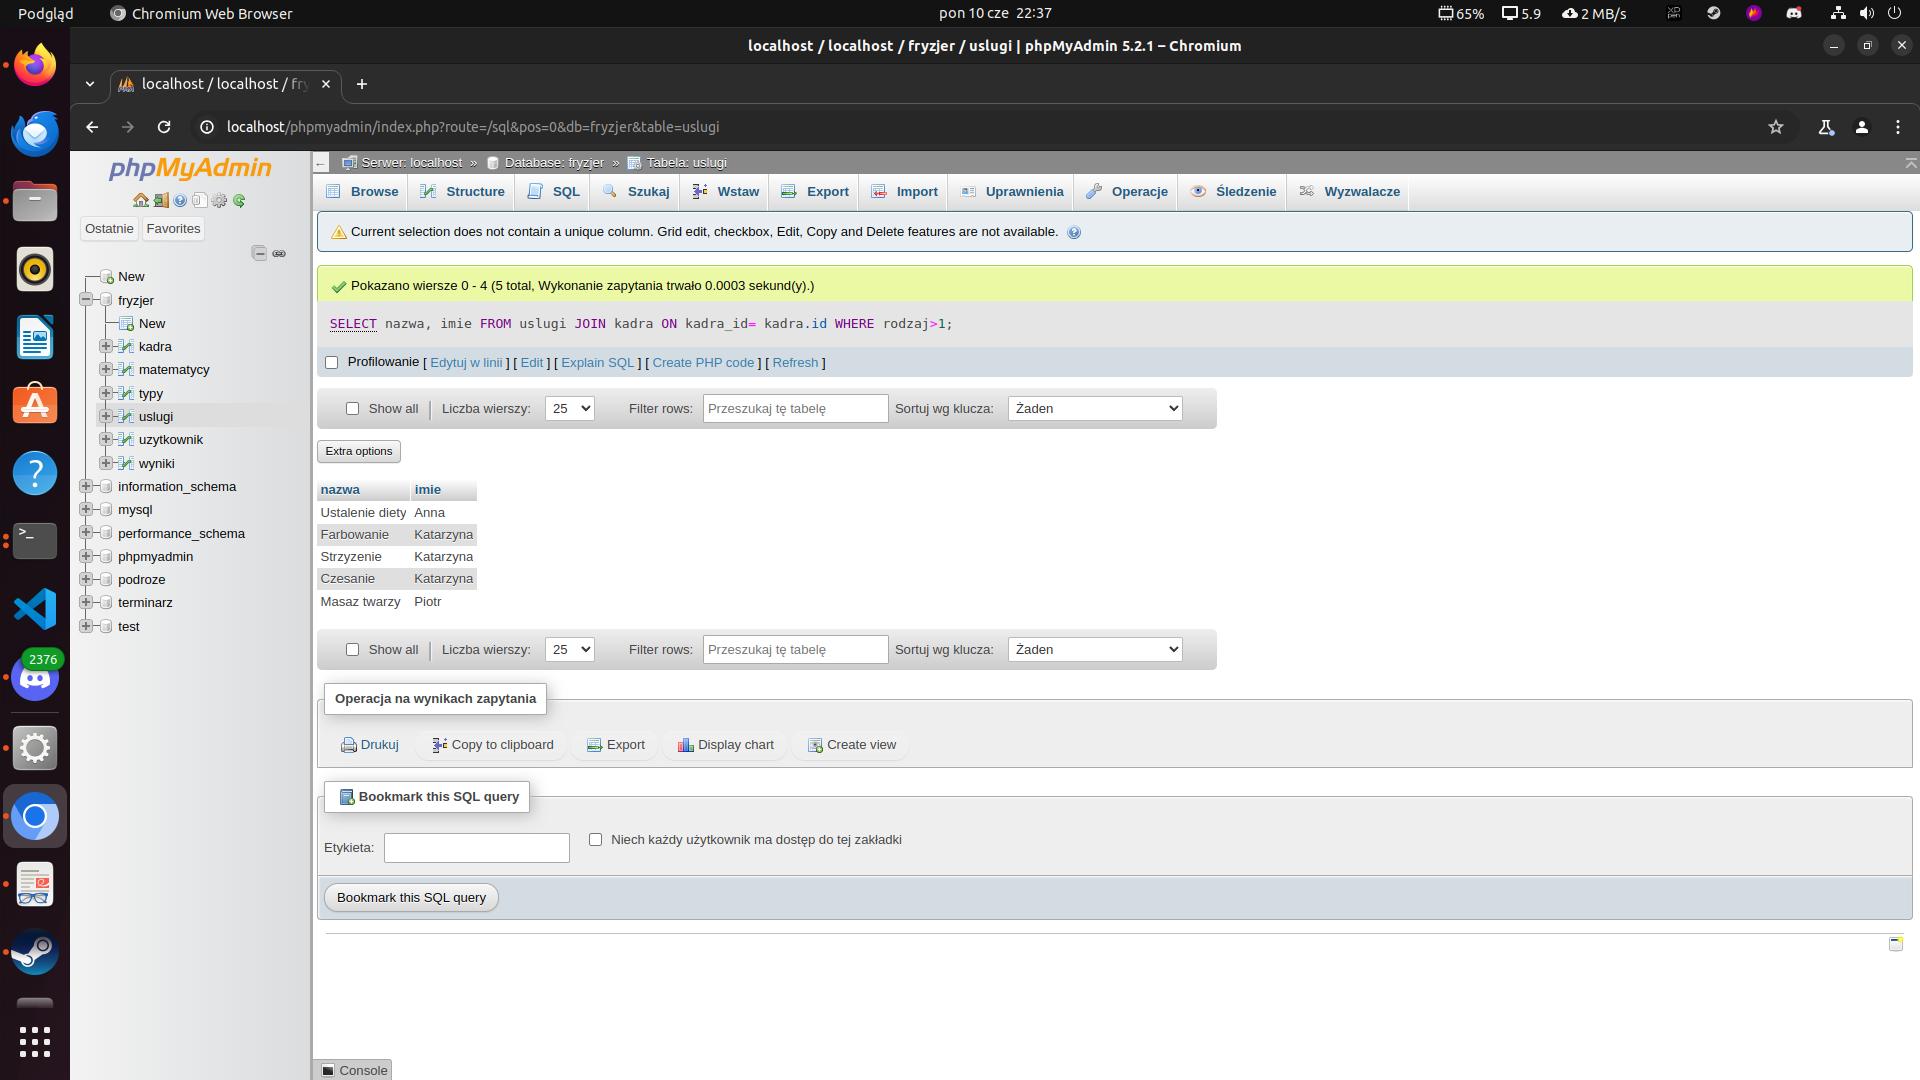 Podgląd
Chromium Web Browser
pon 10 cze 22:37
65%
5.9
2 MB/s
localhost / localhost / fryzjer / uslugi | phpMyAdmin 5.2.1 – Chromium
localhost / localhost / fry
localhost/phpmyadmin/index.php?route=/sql&pos=0&db=fryzjer&table=uslugi
phpMyAdmin
Ostatnie
Favorites
New
fryzjer
New
kadra
matematycy
typy
uslugi
uzytkownik
wyniki
information_schema
mysql
performance_schema
phpmyadmin
podroze
terminarz
test
2376
Serwer: localhost » Database: fryzjer » Tabela: uslugi
Browse
Structure
SQL
Szukaj
Wstaw
Export
Import
Uprawnienia
Operacje
Śledzenie
Wyzwalacze
Current selection does not contain a unique column. Grid edit, checkbox, Edit, Copy and Delete features are not available.
Pokazano wiersze 0 - 4 (5 total, Wykonanie zapytania trwało 0.0003 sekund(y).)
SELECT nazwa, imie FROM uslugi JOIN kadra ON kadra_id= kadra.id WHERE rodzaj>1;
Profilowanie [ Edytuj w linii ] [ Edit ] [ Explain SQL ] [ Create PHP code ] [ Refresh ]
Show all | Liczba wierszy: 25 Filter rows: Przeszukaj tę tabelę Sortuj wg klucza: Żaden
Extra options
nazwa imie
Ustalenie diety Anna
Farbowanie Katarzyna
Strzyzenie Katarzyna
Czesanie Katarzyna
Masaz twarzy Piotr
Show all | Liczba wierszy: 25 Filter rows: Przeszukaj tę tabelę Sortuj wg klucza: Żaden
Operacja na wynikach zapytania
Drukuj
Copy to clipboard
Export
Display chart
Create view
Bookmark this SQL query
Etykieta:
Niech każdy użytkownik ma dostęp do tej zakładki
Bookmark this SQL query
Console